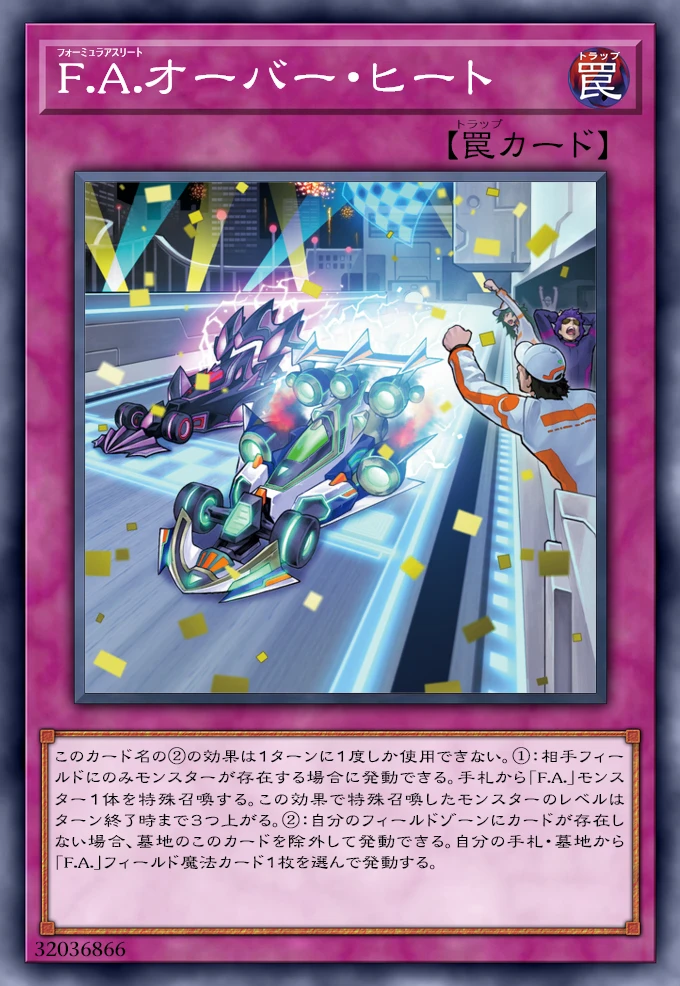 フォーミュラアスリート
F.A.オーバー・ヒート
トラップ
罠
トラップ
【罠カード】
このカード名の②の効果は1ターンに1度しか使用できない。①:相手フィー
ルドにのみモンスターが存在する場合に発動できる。手札から「F.A.」モンス
ター1体を特殊召喚する。この効果で特殊召喚したモンスターのレベルは
ターン終了時まで3つ上がる。②:自分のフィールドゾーンにカードが存在し
ない場合、墓地のこのカードを除外して発動できる。自分の手札・墓地から
「F.A.」フィールド魔法カード1枚を選んで発動する。
32036866